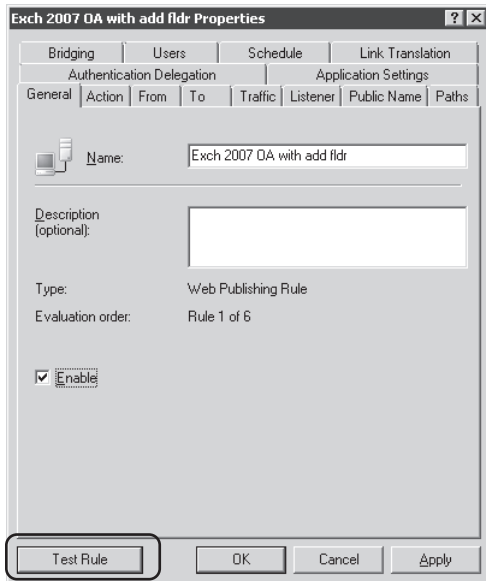 Exch 2007 OA with add fldr Properties ? X
Bridging Users Schedule Link Translation
Authentication Delegation Application Settings
General Action From To Traffic Listener Public Name Paths
Name: Exch 2007 OA with add fldr
Description
(optional):
Type: Web Publishing Rule
Evaluation order: Rule 1 of 6
Enable
Test Rule OK Cancel Apply